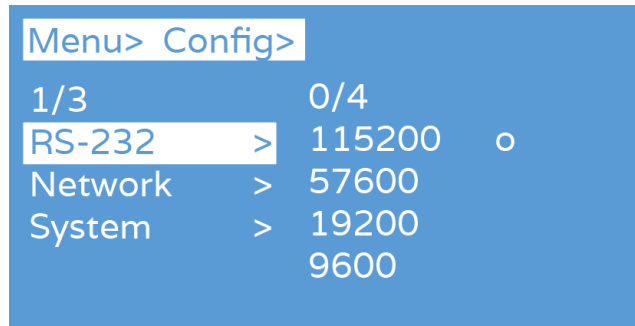 Menu> Config>
1/3 0/4
RS-232 > 115200 o
Network > 57600
System > 19200
9600